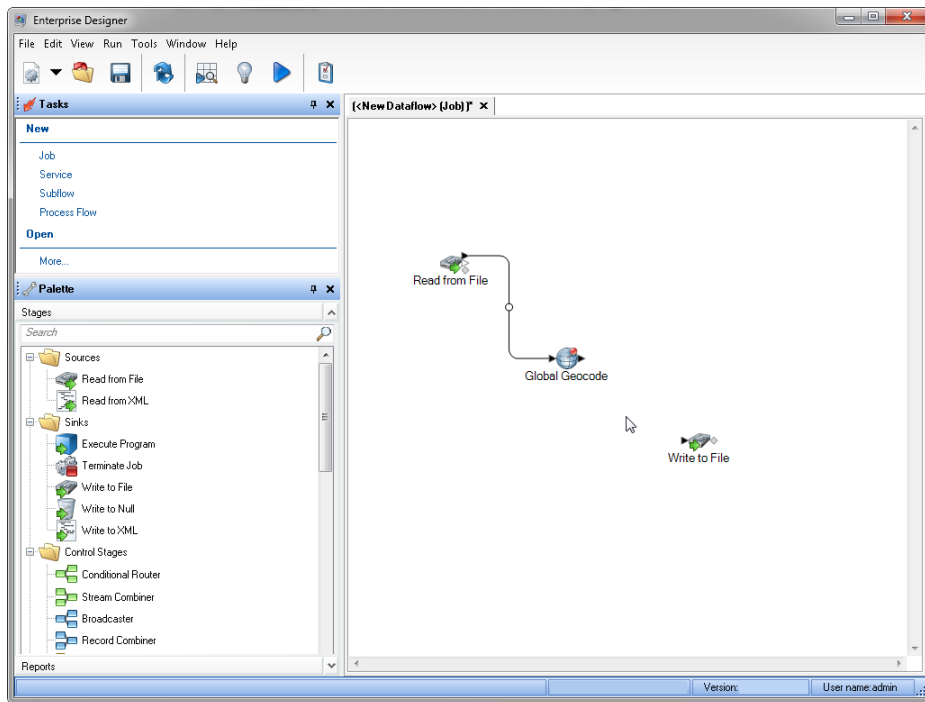 Enterprise Designer
File Edit View Run Tools Window Help
Tasks
New
Job
Service
Subflow
Process Flow
Open
More...
Palette
Stages
Search
Sources
Read from File
Read from XML
Sinks
Execute Program
Terminate Job
Write to File
Write to Null
Write to XML
Control Stages
Conditional Router
Stream Combiner
Broadcaster
Record Combiner
Reports
(<New Dataflow> (Job))* 
Read from File
Global Geocode
Write to File
Version:
User name:admin